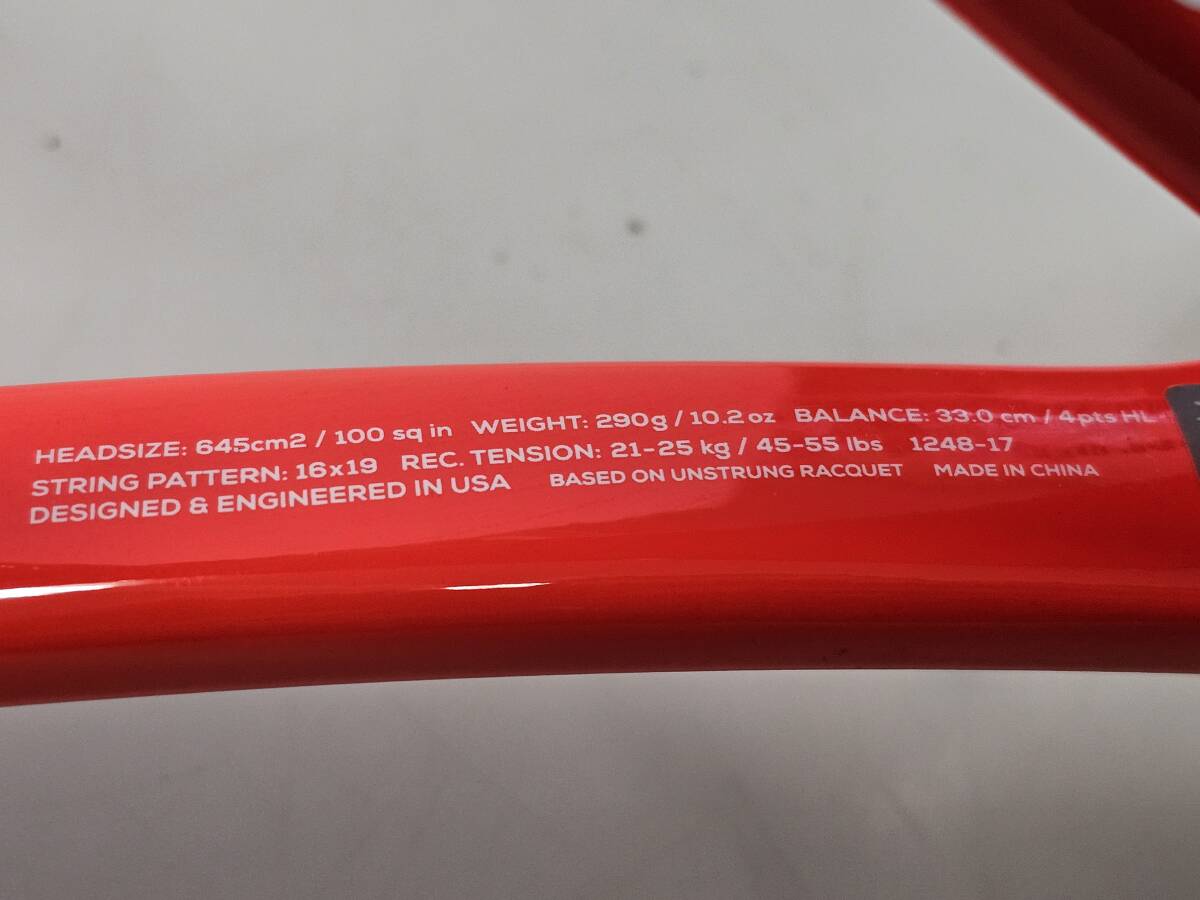 HEADSIZE: 645cm2 / 100 sq in WEIGHT: 290g / 10.2 oz BALANCE: 33.0 cm / 4pts HL
STRING PATTERN: 16x19 REC. TENSION: 21-25 kg / 45-55 lbs 1248-17
DESIGNED & ENGINEERED IN USA BASED ON UNSTRUNG RACQUET MADE IN CHINA